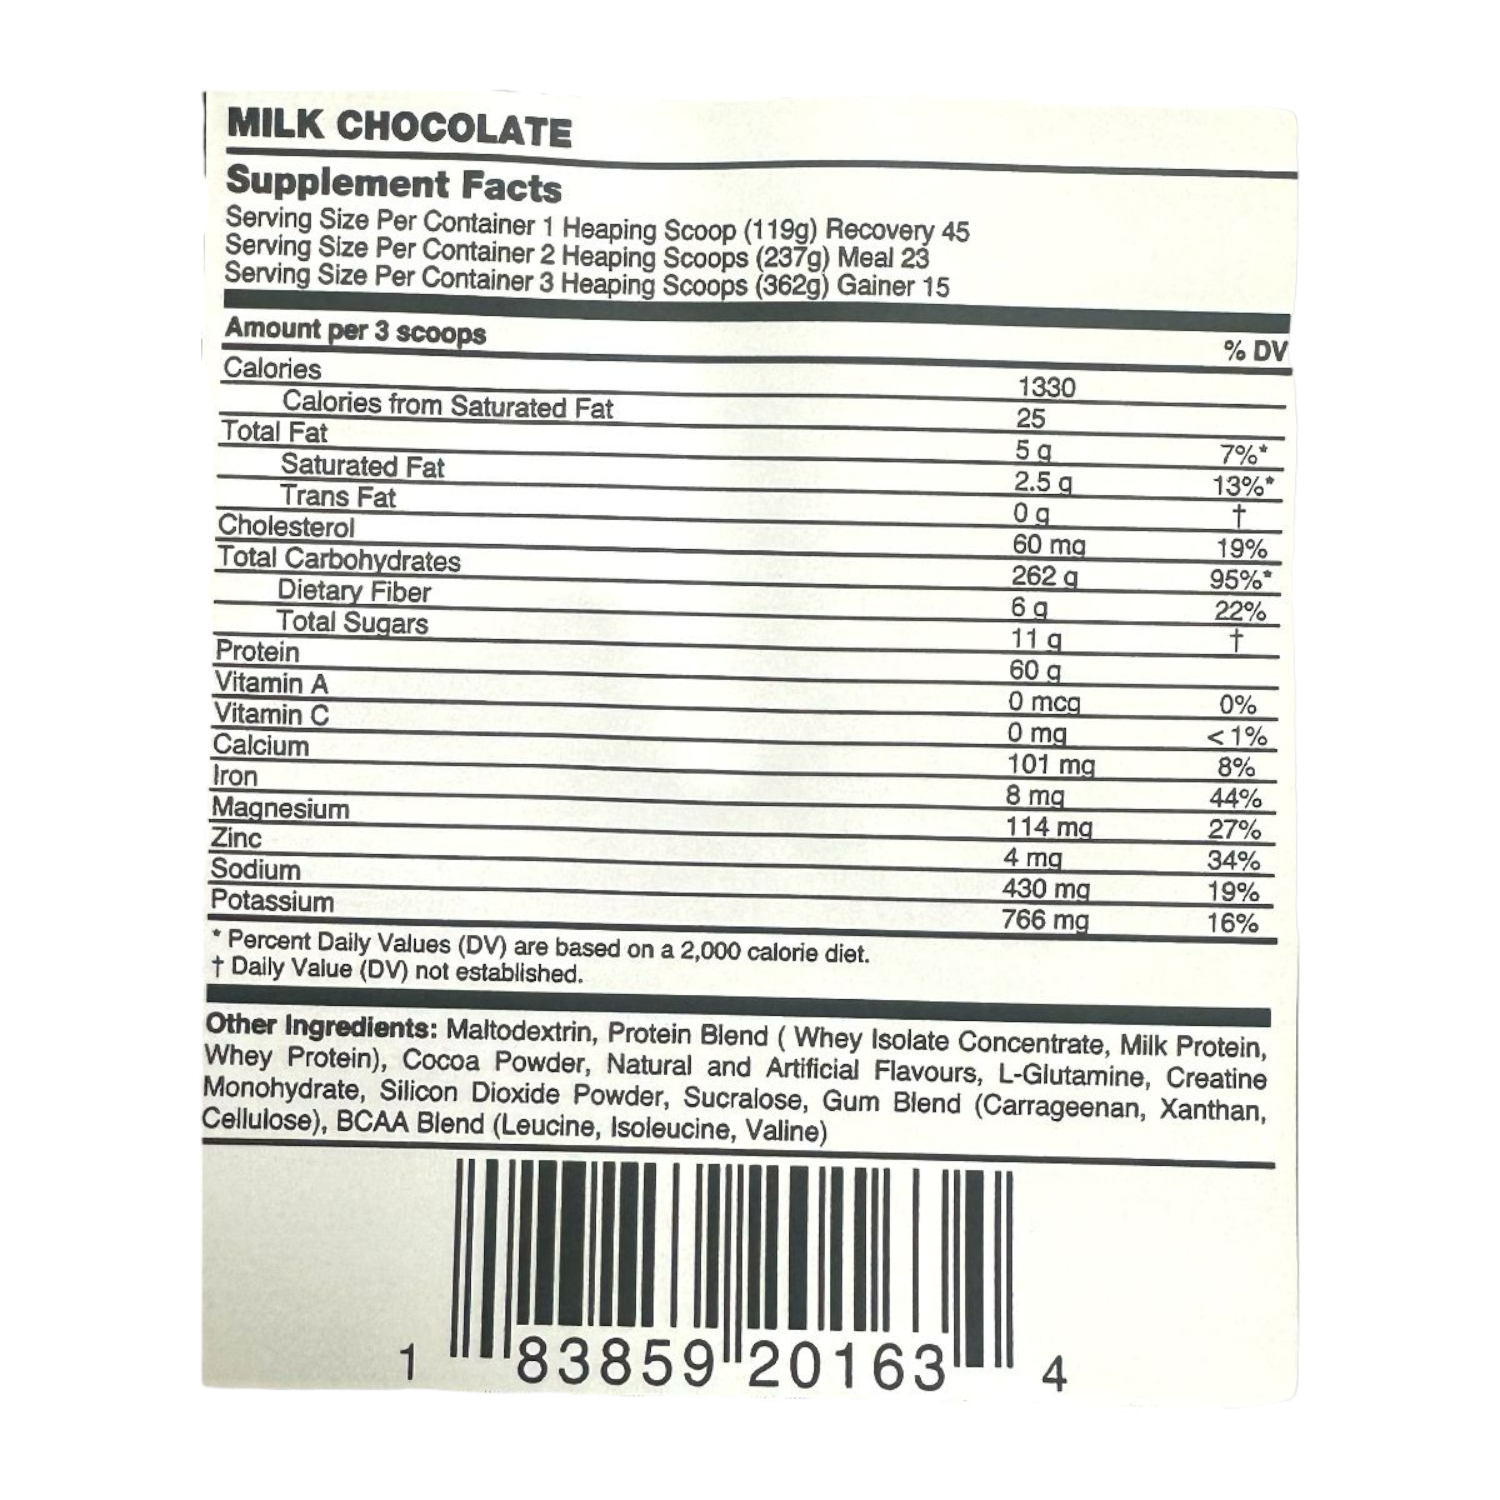 MILK CHOCOLATE
Supplement Facts
Serving Size Per Container 1 Heaping Scoop (119g) Recovery 45
Serving Size Per Container 2 Heaping Scoops (237g) Meal 23
Serving Size Per Container 3 Heaping Scoops (362g) Gainer 15
Amount per 3 scoops % DV
Calories 1330
Calories from Saturated Fat 25
Total Fat 5 g 7%*
Saturated Fat 2.5 g 13%*
Trans Fat 0 g †
Cholesterol 60 mg 19%
Total Carbohydrates 262 g 95%*
Dietary Fiber 6 g 22%
Total Sugars 11 g †
Protein 60 g
Vitamin A 0 mcg 0%
Vitamin C 0 mg <1%
Calcium 101 mg 8%
Iron 8 mg 44%
Magnesium 114 mg 27%
Zinc 4 mg 34%
Sodium 430 mg 19%
Potassium 766 mg 16%
* Percent Daily Values (DV) are based on a 2,000 calorie diet.
† Daily Value (DV) not established.
Other Ingredients: Maltodextrin, Protein Blend ( Whey Isolate Concentrate, Milk Protein,
Whey Protein), Cocoa Powder, Natural and Artificial Flavours, L-Glutamine, Creatine
Monohydrate, Silicon Dioxide Powder, Sucralose, Gum Blend (Carrageenan, Xanthan,
Cellulose), BCAA Blend (Leucine, Isoleucine, Valine)
1 83859 20163 4